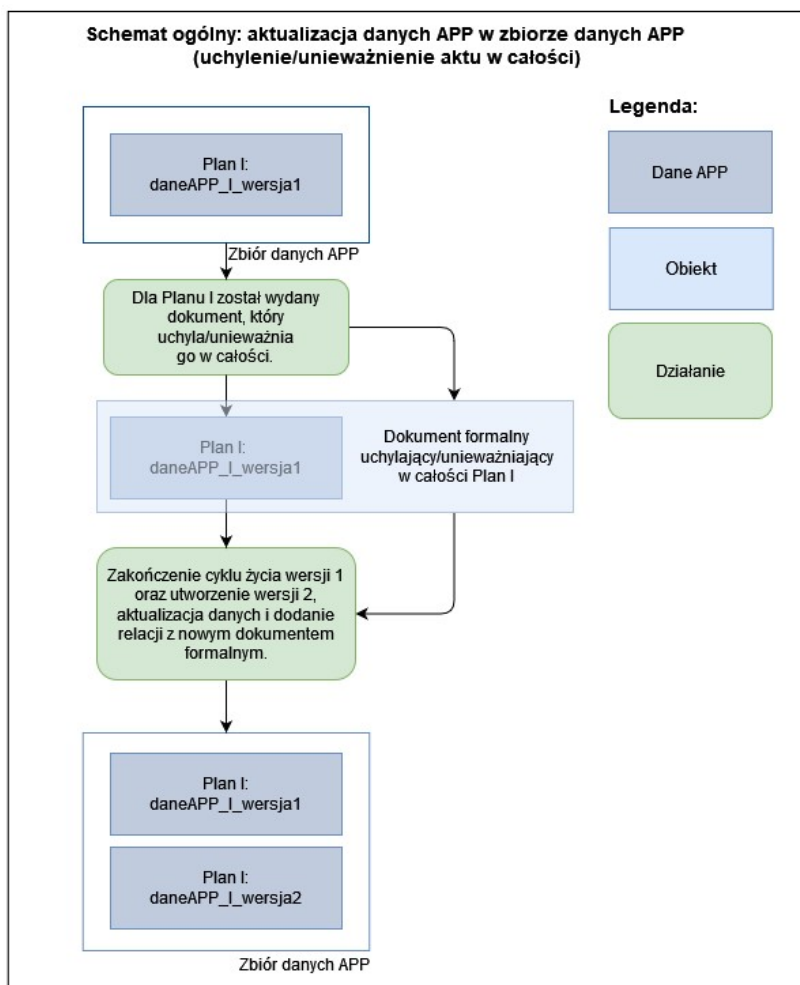 Schemat ogólny: aktualizacja danych APP w zbiorze danych APP
(uchylenie/unieważnienie aktu w całości)
Legenda:
Plan I:
daneAPP_I_wersja1
Dane APP
Zbiór danych APP
Obiekt
Dla Planu I został wydany
dokument, który
uchyla/unieważnia
go w całości.
Działanie
Plan I:
daneAPP_I_wersja1
Dokument formalny
uchylający/unieważniający
w całości Plan I
Zakończenie cyklu życia wersji 1
oraz utworzenie wersji 2,
aktualizacja danych i dodanie
relacji z nowym dokumentem
formalnym.
Plan I:
daneAPP_I_wersja1
Plan I:
daneAPP_I_wersja2
Zbiór danych APP